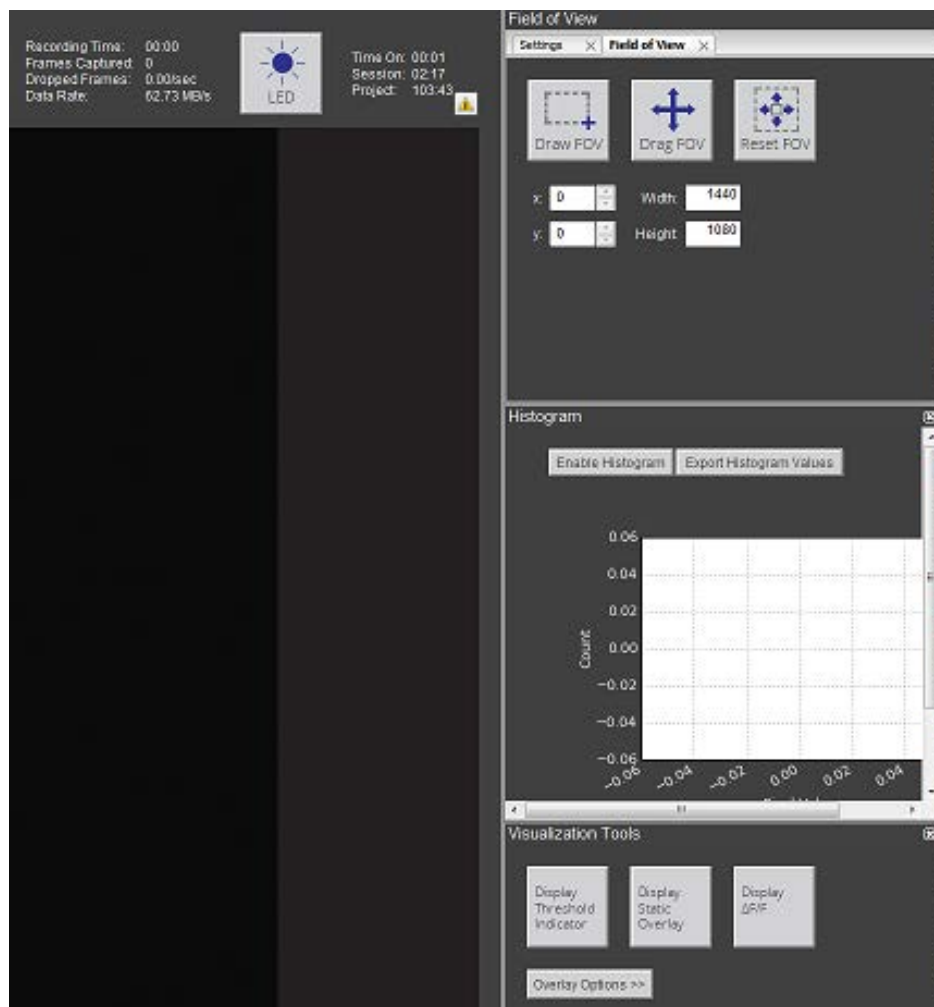 Recording Time: 00:00
Frames Captured: 0
Dropped Frames: 0.00/sec
Data Rate: 62.73 MB/s
LED
Time On: 00:01
Session: 02:17
Project: 103:43
Field of View
Settings
Field of View
Draw FOV
Drag FOV
Reset FOV
x: 0 Width: 1440
y: 0 Height: 1080
Histogram
Enable Histogram Export Histogram Values
0.06
0.04
0.02
0.00
−0.02
−0.04
−0.06
Count
−0.06 −0.04 −0.02 0.00 0.02 0.04
Visualization Tools
Display
Threshold
Indicator
Display
Static
Overlay
Display
ΔF/F
Overlay Options >>